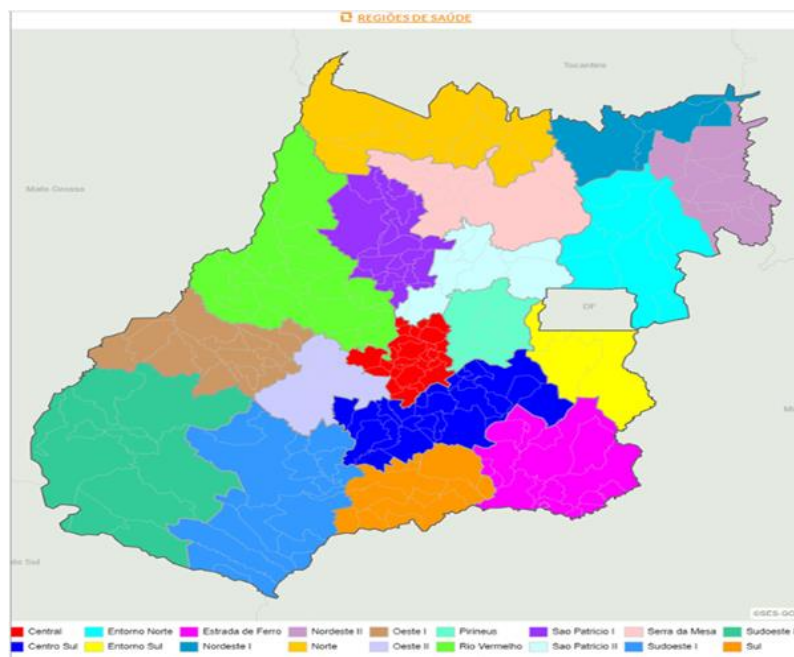 REGIÕES DE SAÚDE
Tocantins
Mato Grosso
DF
©SES-GO
Central
Entorno Norte
Estrada de Ferro
Nordeste II
Oeste I
Pirineus
Sao Patricio I
Serra da Mesa
Sudoeste
Centro Sul
Entorno Sul
Nordeste I
Norte
Oeste II
Rio Vermelho
Sao Patricio II
Sudoeste I
Sul